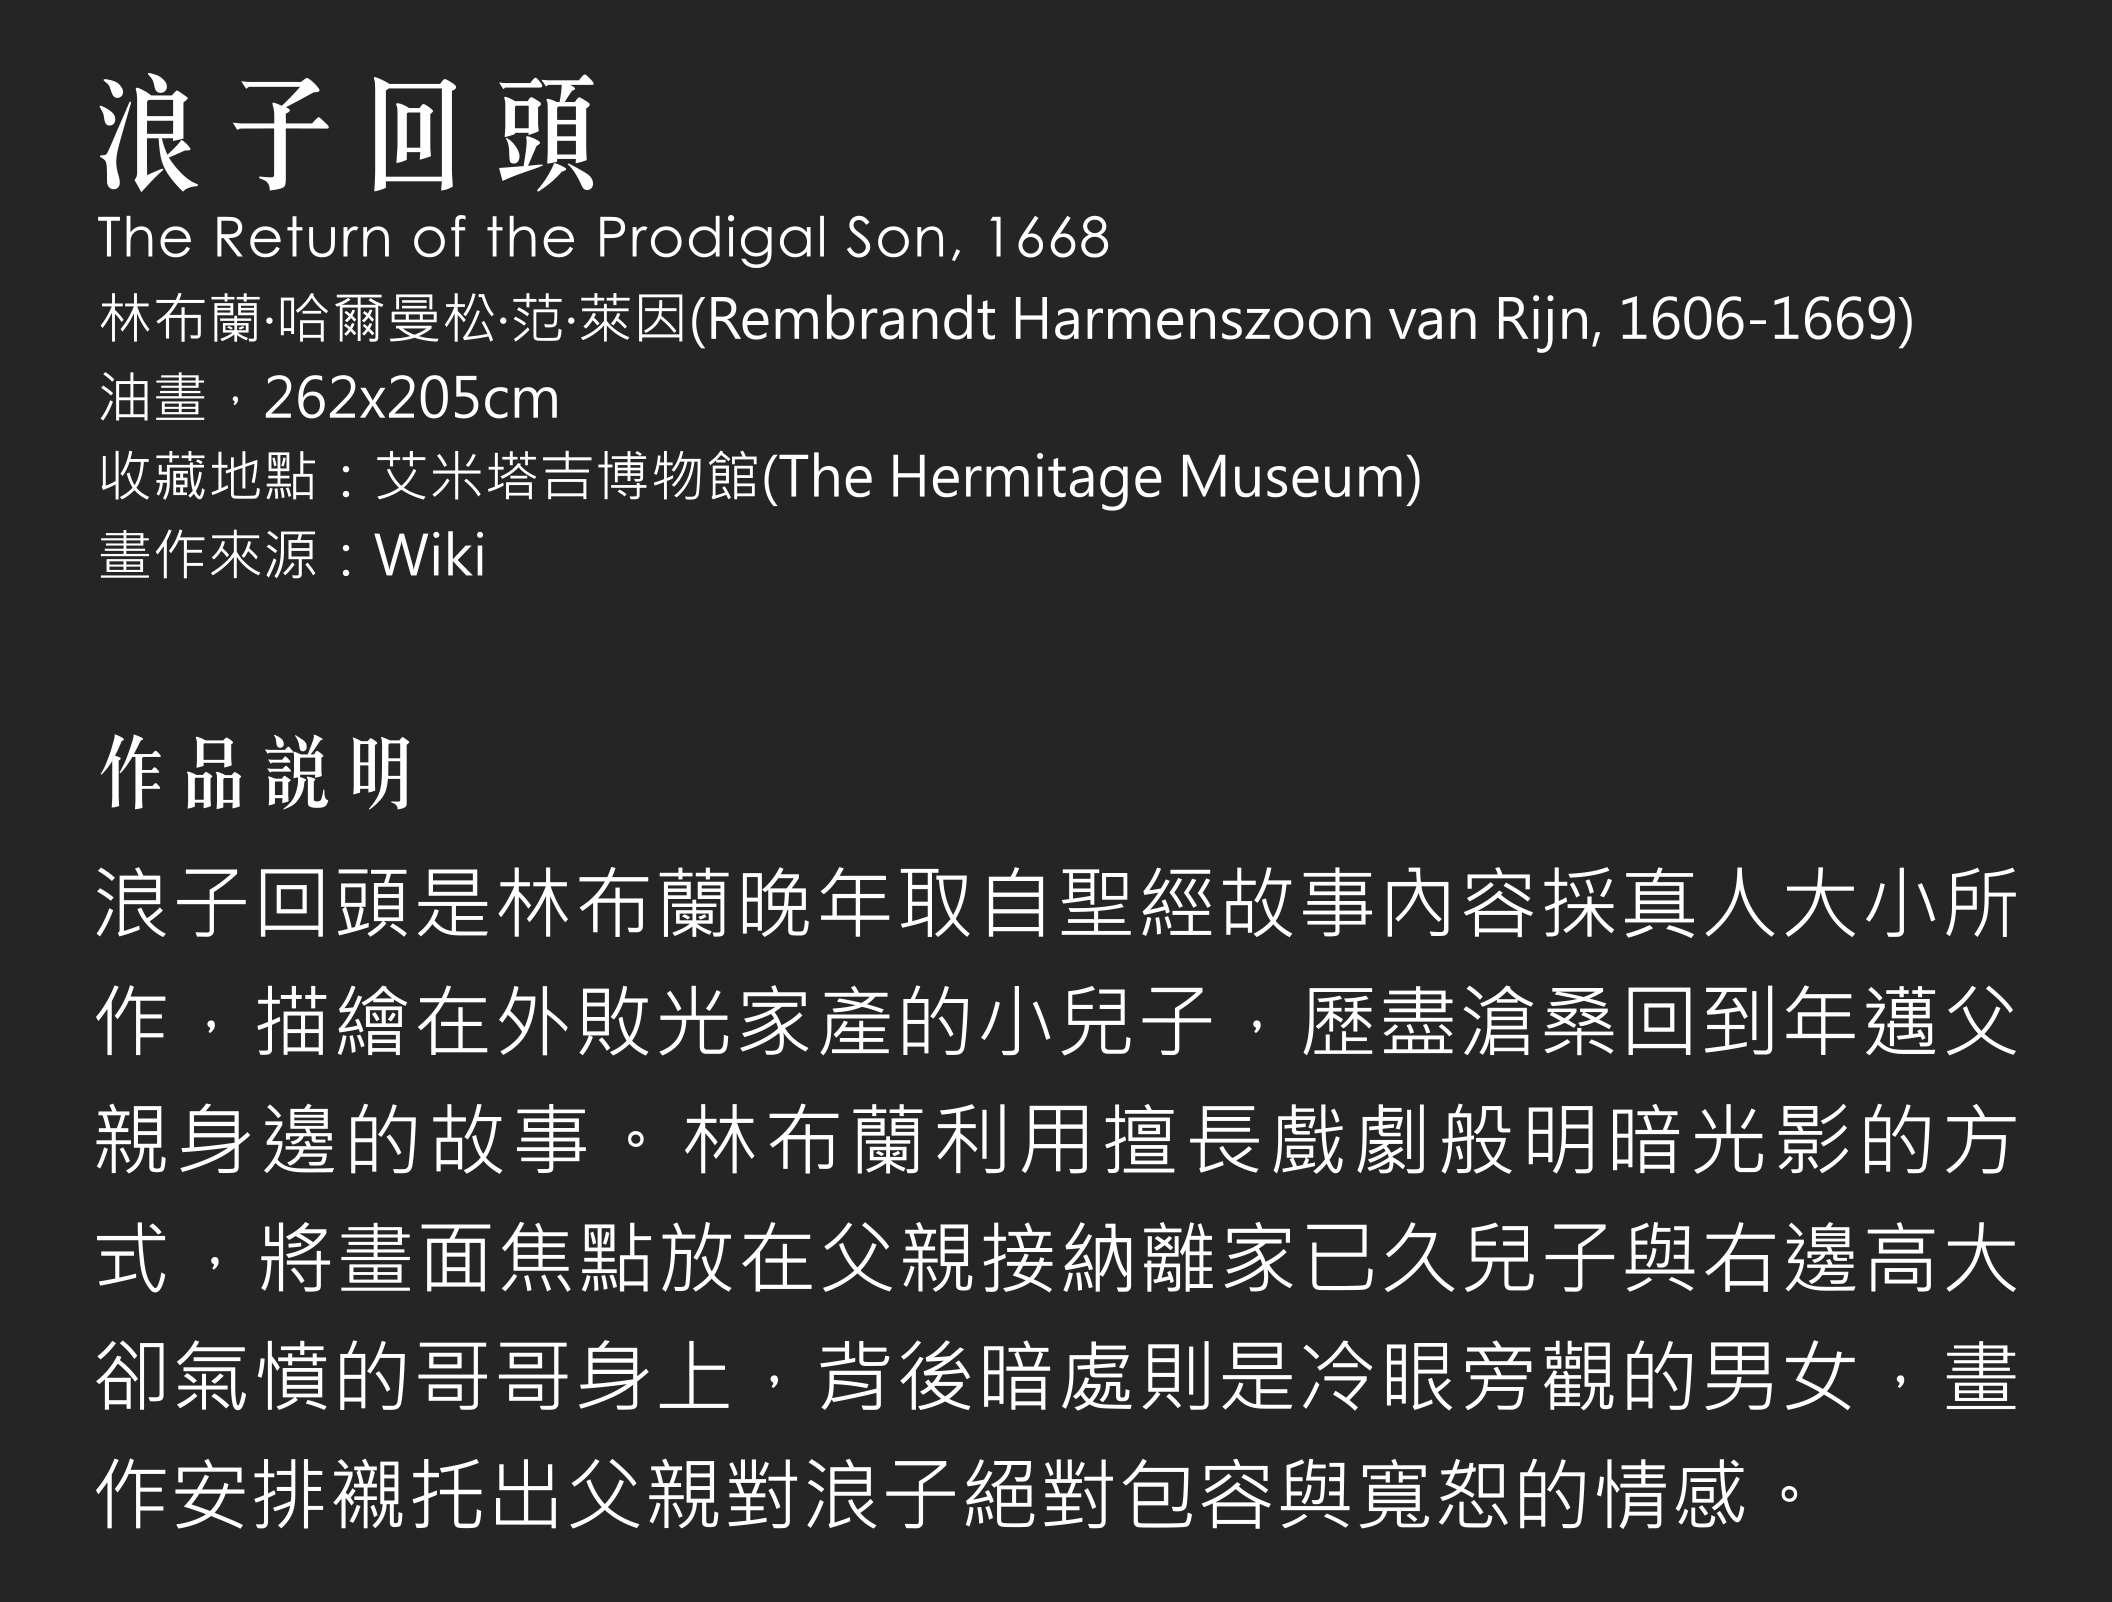 浪子回頭
The Return of the Prodigal Son, 1668
林布蘭·哈爾曼松·范·萊因(Rembrandt Harmenszoon van Rijn, 1606-1669)
油畫，262x205cm
收藏地點：艾米塔吉博物館(The Hermitage Museum)
畫作來源：Wiki
作品說明
浪子回頭是林布蘭晚年取自聖經故事內容採真人大小所
作，描繪在外敗光家產的小兒子，歷盡滄桑回到年邁父
親身邊的故事。林布蘭利用擅長戲劇般明暗光影的方
式，將畫面焦點放在父親接納離家已久兒子與右邊高大
卻氣憤的哥哥身上，背後暗處則是冷眼旁觀的男女，畫
作安排襯托出父親對浪子絕對包容與寬恕的情感。